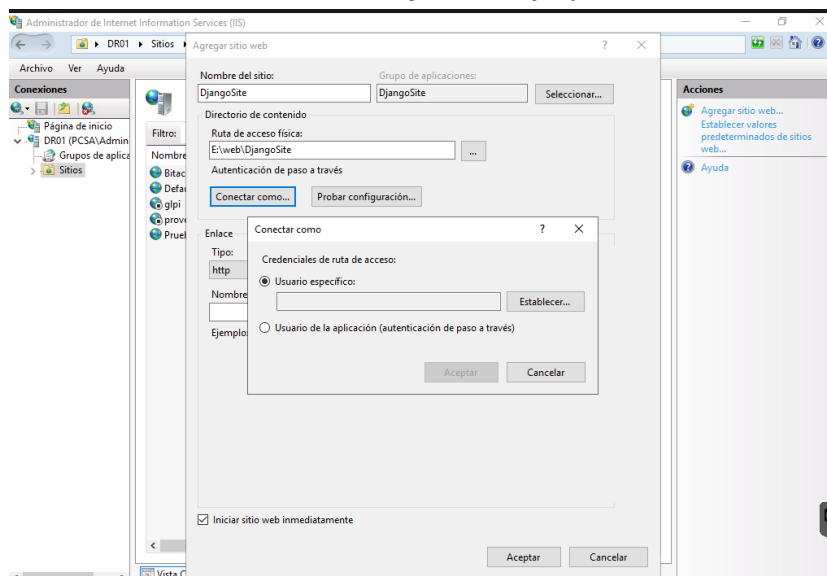 Administrador de Internet Information Services (IIS)
DR01 Sitios
Archivo Ver Ayuda
Conexiones
Página de inicio
DR01 (PCSA\Admin
Grupos de aplica
Sitios
Filtro:
Nombre
Bitac
Defau
glpi
prove
Prueb
Vista C
Agregar sitio web
Nombre del sitio:
Grupo de aplicaciones:
DjangoSite
DjangoSite
Seleccionar...
Directorio de contenido
Ruta de acceso física:
E:\web\DjangoSite
...
Autenticación de paso a través
Conectar como...
Probar configuración...
Enlace
Tipo:
http
Nombre
Ejemplo
Conectar como
Credenciales de ruta de acceso:
Usuario específico:
Establecer...
Usuario de la aplicación (autenticación de paso a través)
Aceptar
Cancelar
Iniciar sitio web inmediatamente
Aceptar
Cancelar
Acciones
Agregar sitio web...
Establecer valores
predeterminados de sitios
web...
Ayuda